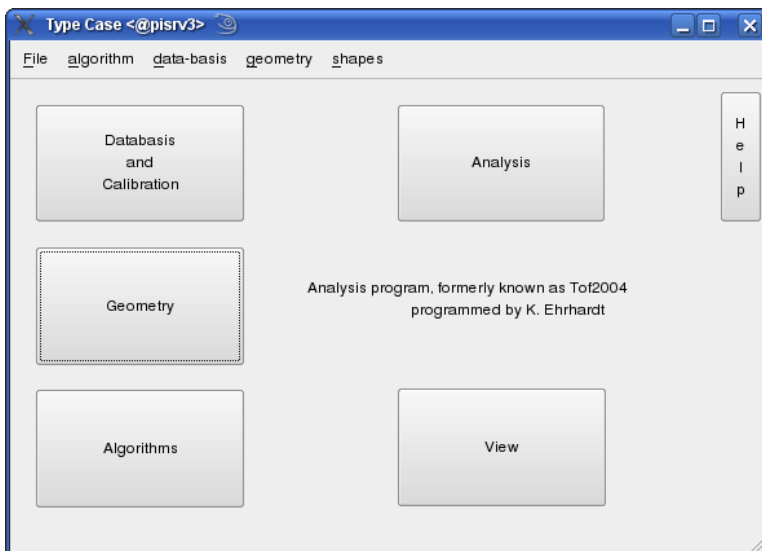 Type Case <@pisrv3>
File algorithm data-basis geometry shapes
Databasis
and
Calibration
Analysis
H
e
l
p
Geometry
Analysis program, formerly known as Tof2004
programmed by K. Ehrhardt
Algorithms
View